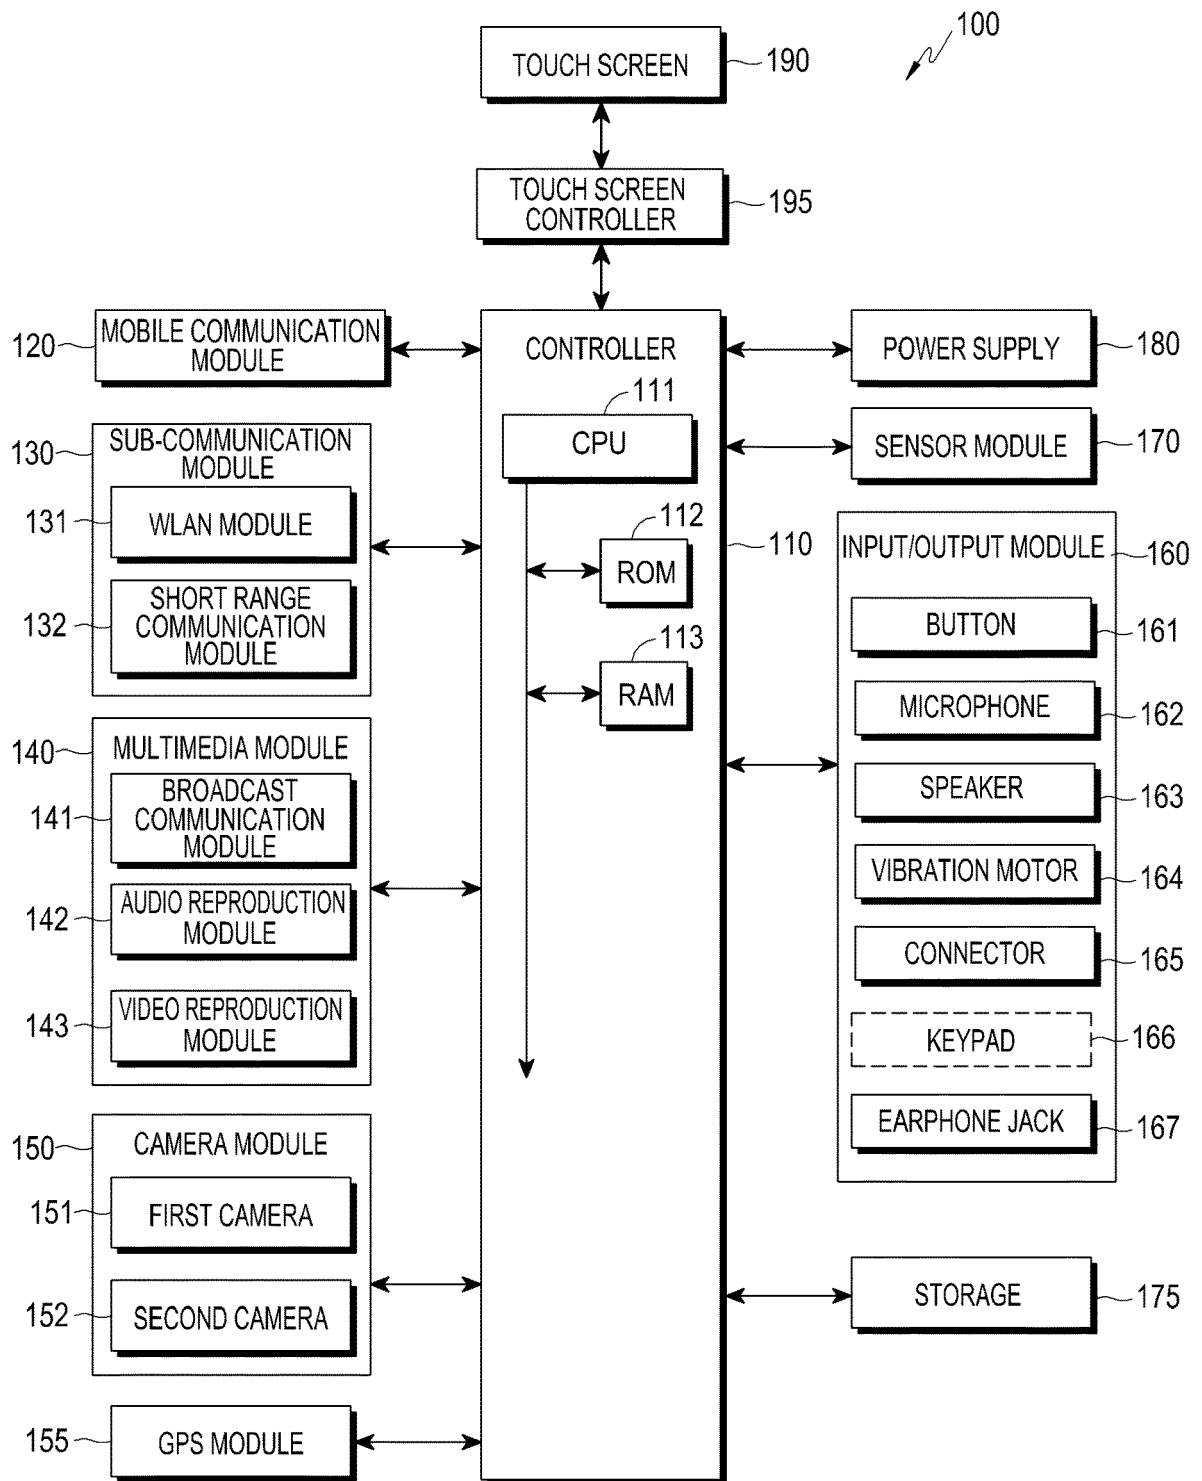 100
TOUCH SCREEN
190
TOUCH SCREEN
CONTROLLER
195
120
MOBILE COMMUNICATION
MODULE
130
SUB-COMMUNICATION
MODULE
131
WLAN MODULE
132
SHORT RANGE
COMMUNICATION
MODULE
140
MULTIMEDIA MODULE
141
BROADCAST
COMMUNICATION
MODULE
142
AUDIO REPRODUCTION
MODULE
143
VIDEO REPRODUCTION
MODULE
150
CAMERA MODULE
151
FIRST CAMERA
152
SECOND CAMERA
155
GPS MODULE
CONTROLLER
110
111
CPU
112
ROM
113
RAM
POWER SUPPLY
180
SENSOR MODULE
170
INPUT/OUTPUT MODULE
160
BUTTON
161
MICROPHONE
162
SPEAKER
163
VIBRATION MOTOR
164
CONNECTOR
165
KEYPAD
166
EARPHONE JACK
167
STORAGE
175